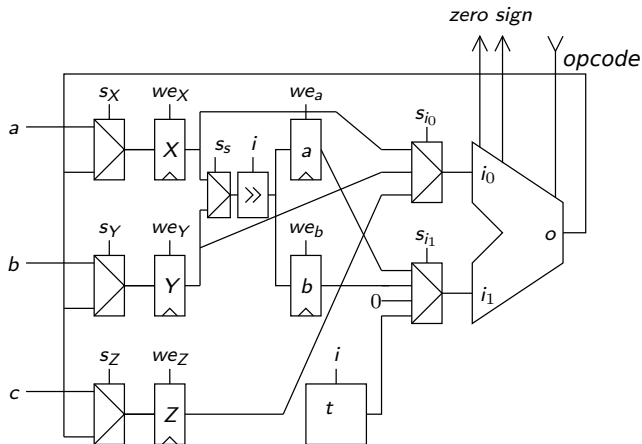 zero sign
opcode
s_X we_X we_a
a
X
s_s i
a
s_{i_0}
i_0
>>
s_Y we_Y we_b
b
Y
b
s_{i_1}
o
0
i_1
s_Z we_Z i
c
Z
t